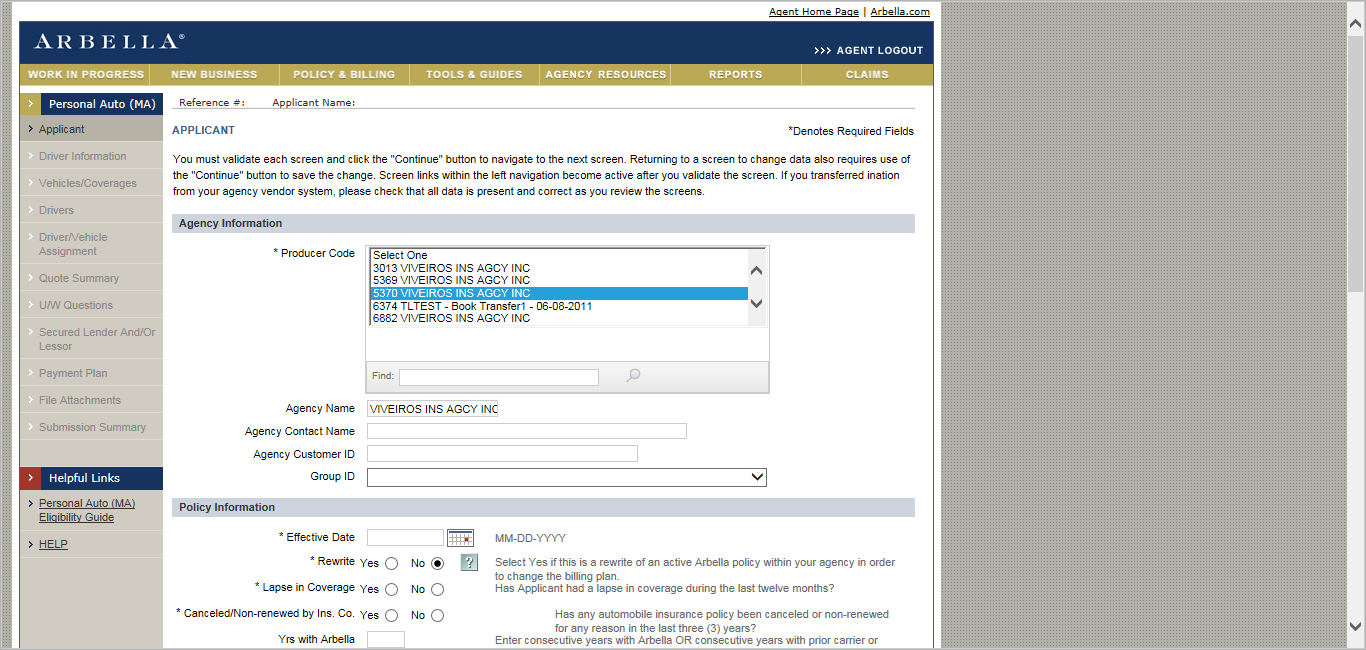 Agent Home Page | Arbella.com
ARBELLA®
>>> AGENT LOGOUT
WORK IN PROGRESS NEW BUSINESS POLICY & BILLING TOOLS & GUIDES AGENCY RESOURCES REPORTS CLAIMS
Personal Auto (MA)
Applicant
Driver Information
Vehicles/Coverages
Drivers
Driver/Vehicle
Assignment
Quote Summary
U/W Questions
Secured Lender And/Or
Lessor
Payment Plan
File Attachments
Submission Summary
Helpful Links
Personal Auto (MA)
Eligibility Guide
HELP
Reference #: Applicant Name:
APPLICANT
*Denotes Required Fields
You must validate each screen and click the "Continue" button to navigate to the next screen. Returning to a screen to change data also requires use of
the "Continue" button to save the change. Screen links within the left navigation become active after you validate the screen. If you transferred ination
from your agency vendor system, please check that all data is present and correct as you review the screens.
Agency Information
* Producer Code
Select One
3013 VIVEIROS INS AGCY INC
5369 VIVEIROS INS AGCY INC
5370 VIVEIROS INS AGCY INC
6374 TLTEST - Book Transfer1 - 06-08-2011
6882 VIVEIROS INS AGCY INC
Find:
Agency Name VIVEIROS INS AGCY INC
Agency Contact Name
Agency Customer ID
Group ID
Policy Information
* Effective Date MM-DD-YYYY
* Rewrite Yes No ? Select Yes if this is a rewrite of an active Arbella policy within your agency in order
to change the billing plan.
* Lapse in Coverage Yes No Has Applicant had a lapse in coverage during the last twelve months?
* Canceled/Non-renewed by Ins. Co. Yes No Has any automobile insurance policy been canceled or non-renewed
for any reason in the last three (3) years?
Yrs with Arbella Enter consecutive years with Arbella OR consecutive years with prior carrier or